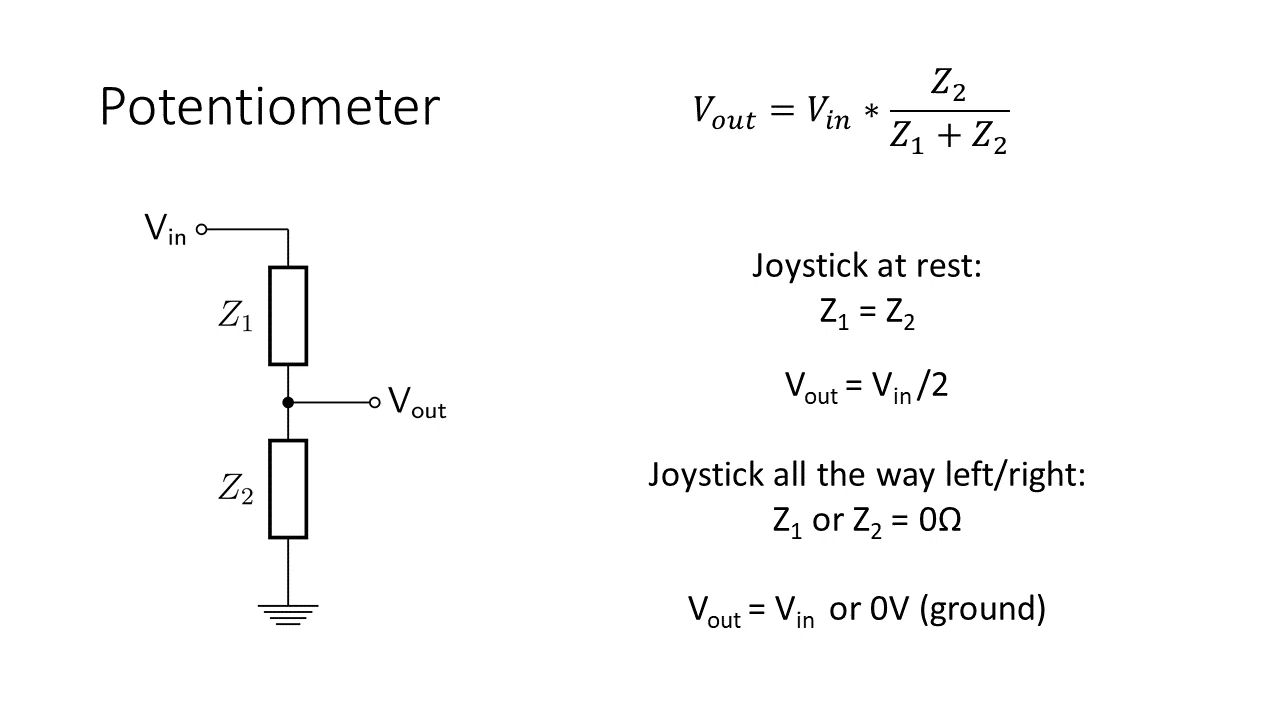 Potentiometer
V_out = V_in * Z_2 / (Z_1 + Z_2)
V_in
Z_1
V_out
Z_2
Joystick at rest:
Z_1 = Z_2
V_out = V_in /2
Joystick all the way left/right:
Z_1 or Z_2 = 0Ω
V_out = V_in or 0V (ground)